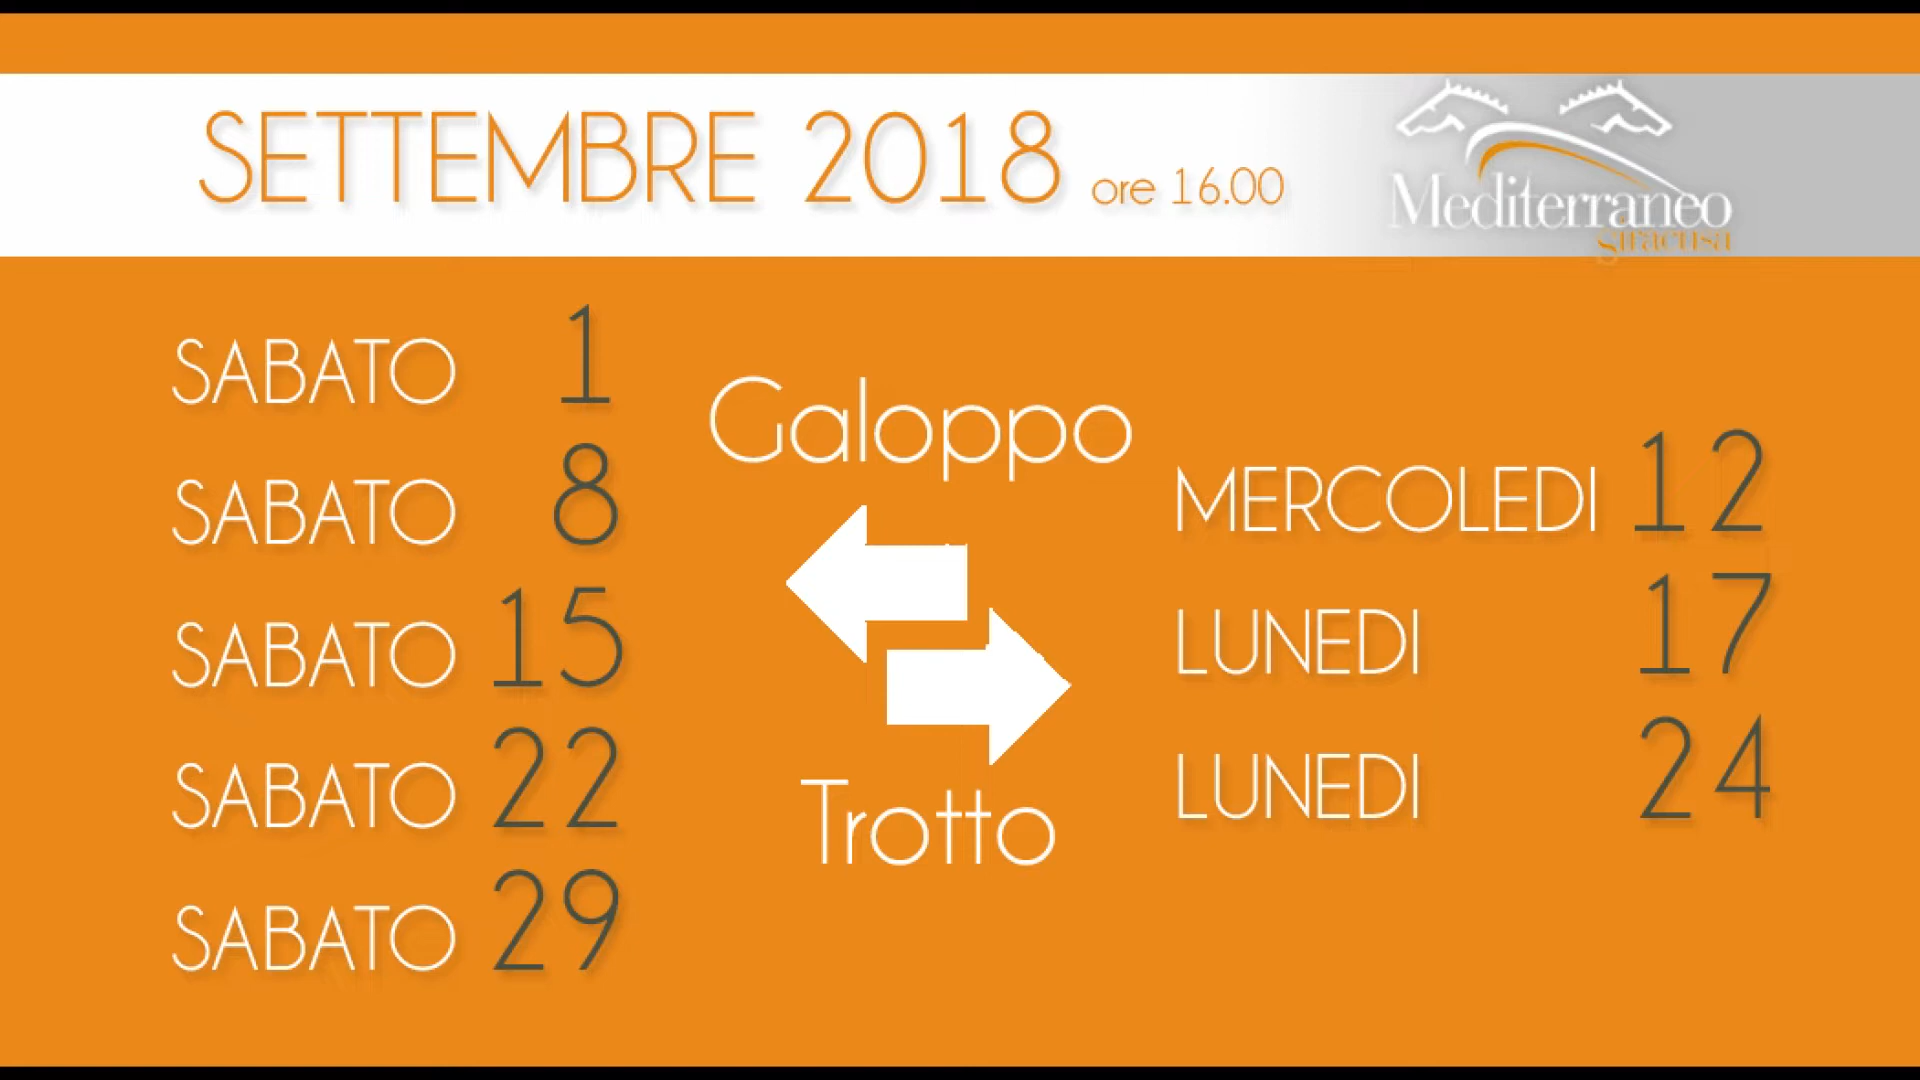 SETTEMBRE 2018 ore 16.00
Mediterraneo
Siracusa
SABATO 1
SABATO 8
SABATO 15
SABATO 22
SABATO 29
Galoppo
Trotto
MERCOLEDI 12
LUNEDI 17
LUNEDI 24